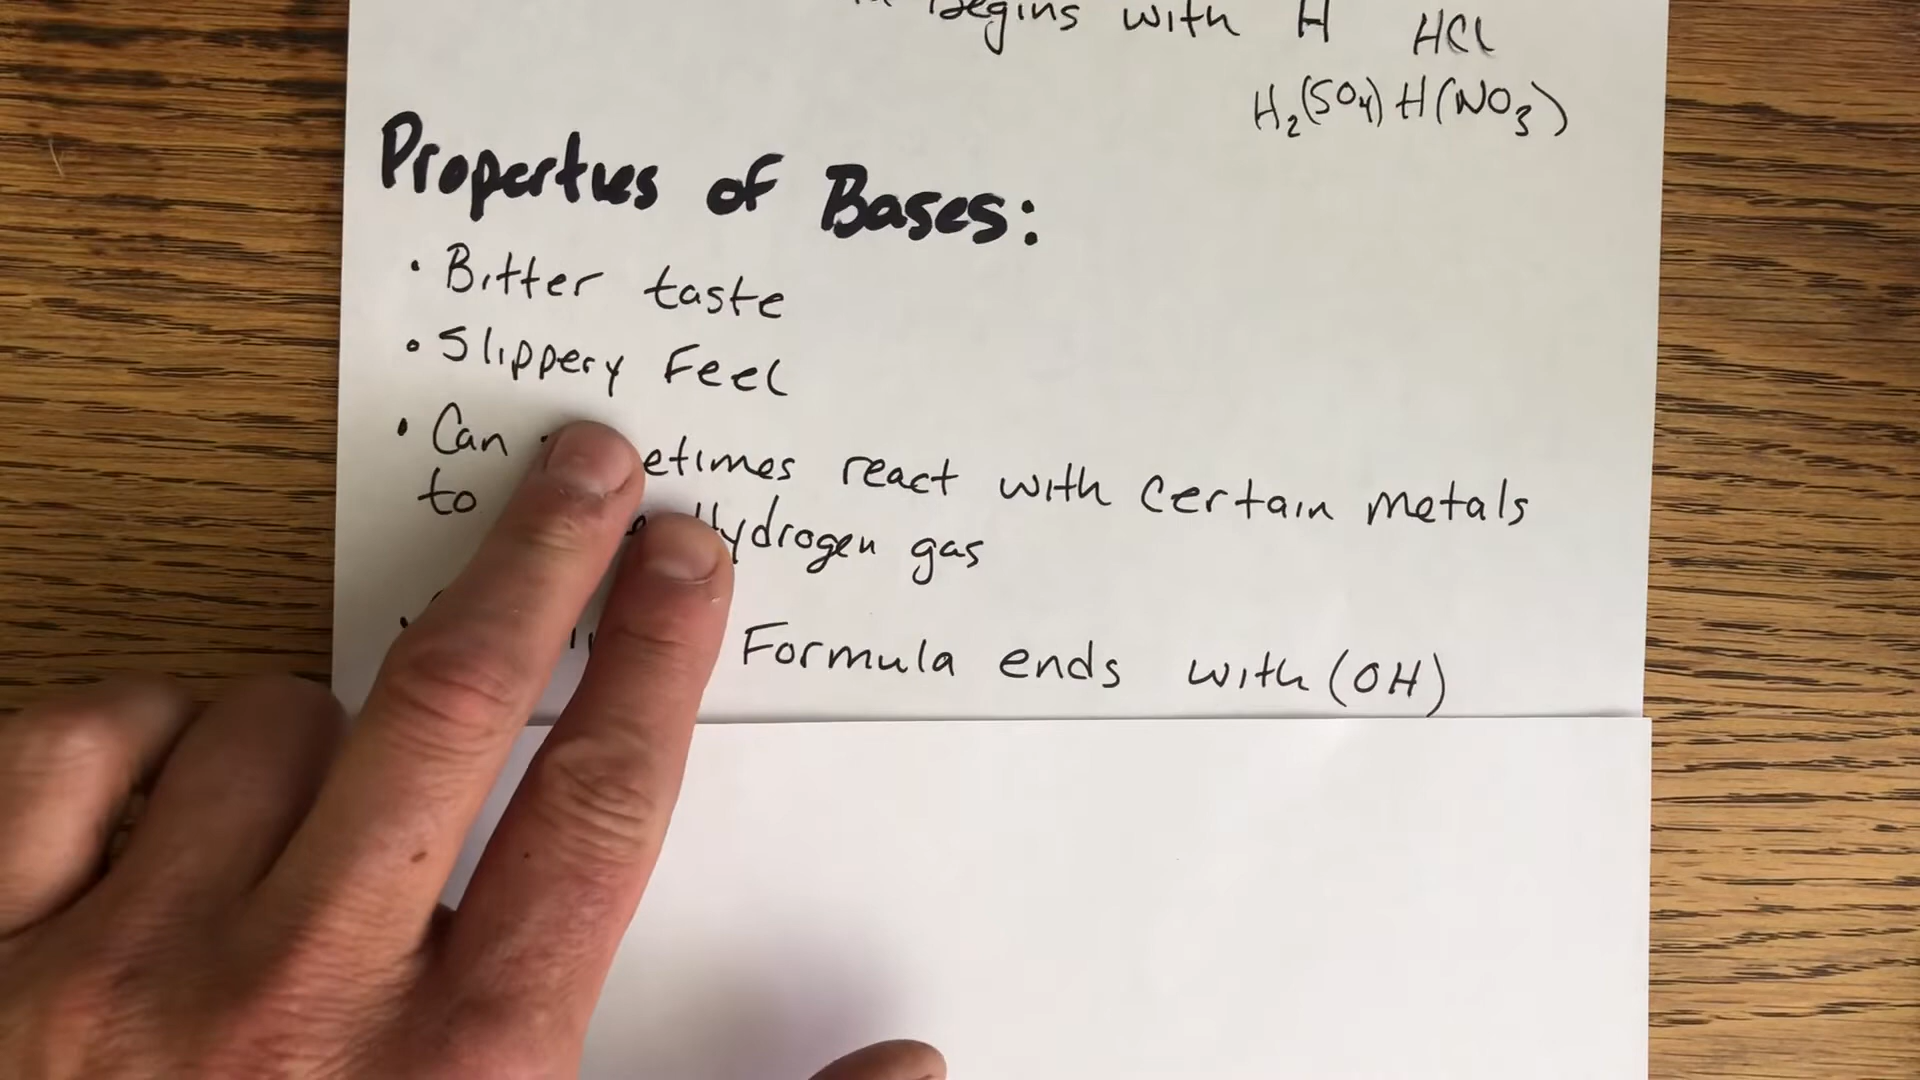 begins with H HCl
H₂(SO₄) H(NO₃)
Properties of Bases:
• Bitter taste
• Slippery Feel
• Can etimes react with certain metals
to Hydrogen gas
Formula ends with (OH)